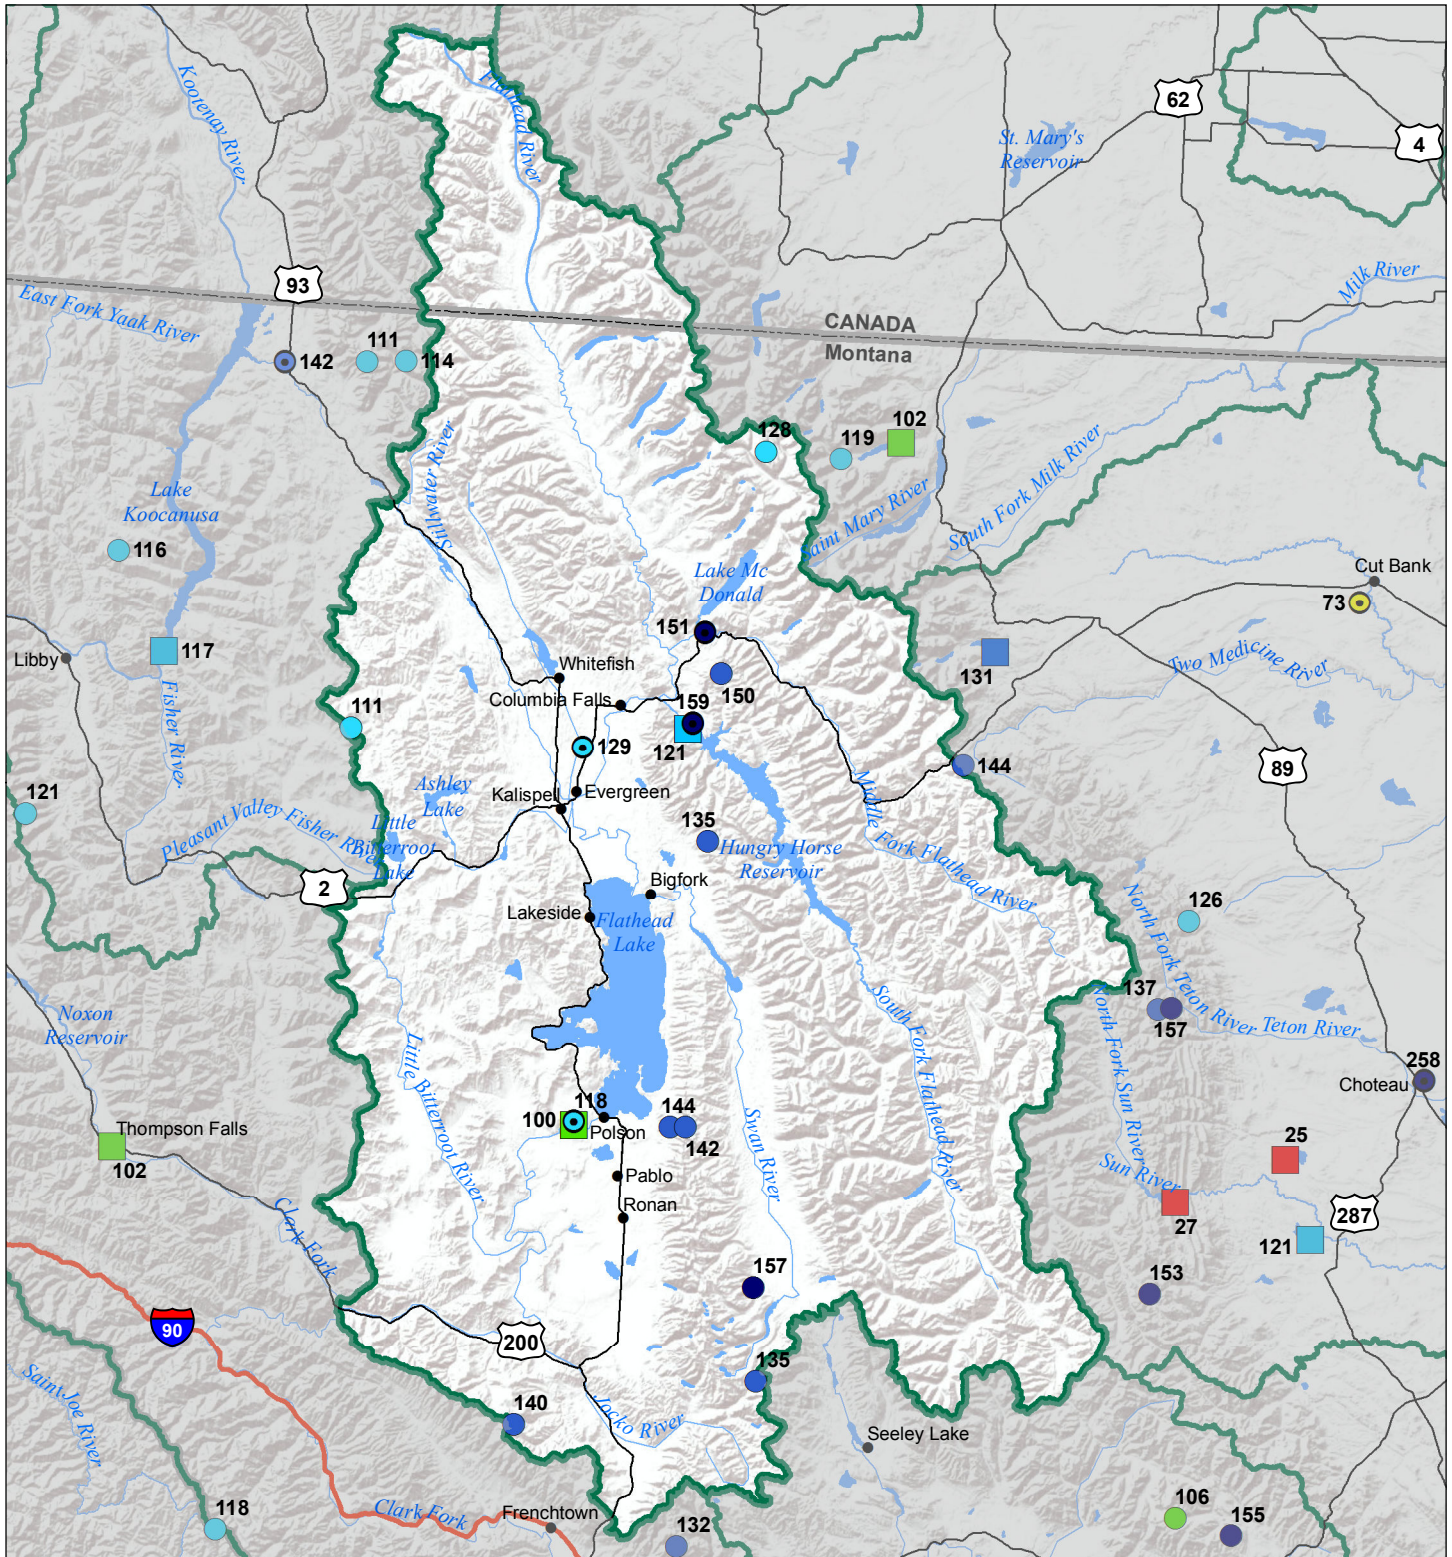 62
4
Kootenay River
Flathead River
St. Mary's
Reservoir
93
East Fork Yaak River
Milk River
CANADA
Montana
142
111
114
128
119
102
Stillwater River
Saint Mary River
South Fork Milk River
Lake
Koocanusa
116
Lake Mc
Donald
Cut Bank
73
151
Libby
117
Whitefish
150
131
Two Medicine River
Fisher River
Columbia Falls
159
121
111
129
144
89
121
Ashley
Lake
Kalispell
Evergreen
Middle Fork Flathead River
Pleasant Valley Fisher River
Little
Bitterroot
Lake
135
Hungry Horse
Reservoir
2
Bigfork
Lakeside
Flathead
Lake
126
North Fork Teton River
Noxon
Reservoir
137
157
Teton River
South Fork Flathead River
North Fork Sun River
Little Bitterroot River
258
Choteau
118
100
Polson
144
142
Swan River
Thompson Falls
102
25
Sun River
27
Pablo
Ronan
287
121
Clark Fork
157
153
90
200
135
Saint Joe River
140
Jocko River
Seeley Lake
118
Clark Fork
Frenchtown
132
106
155